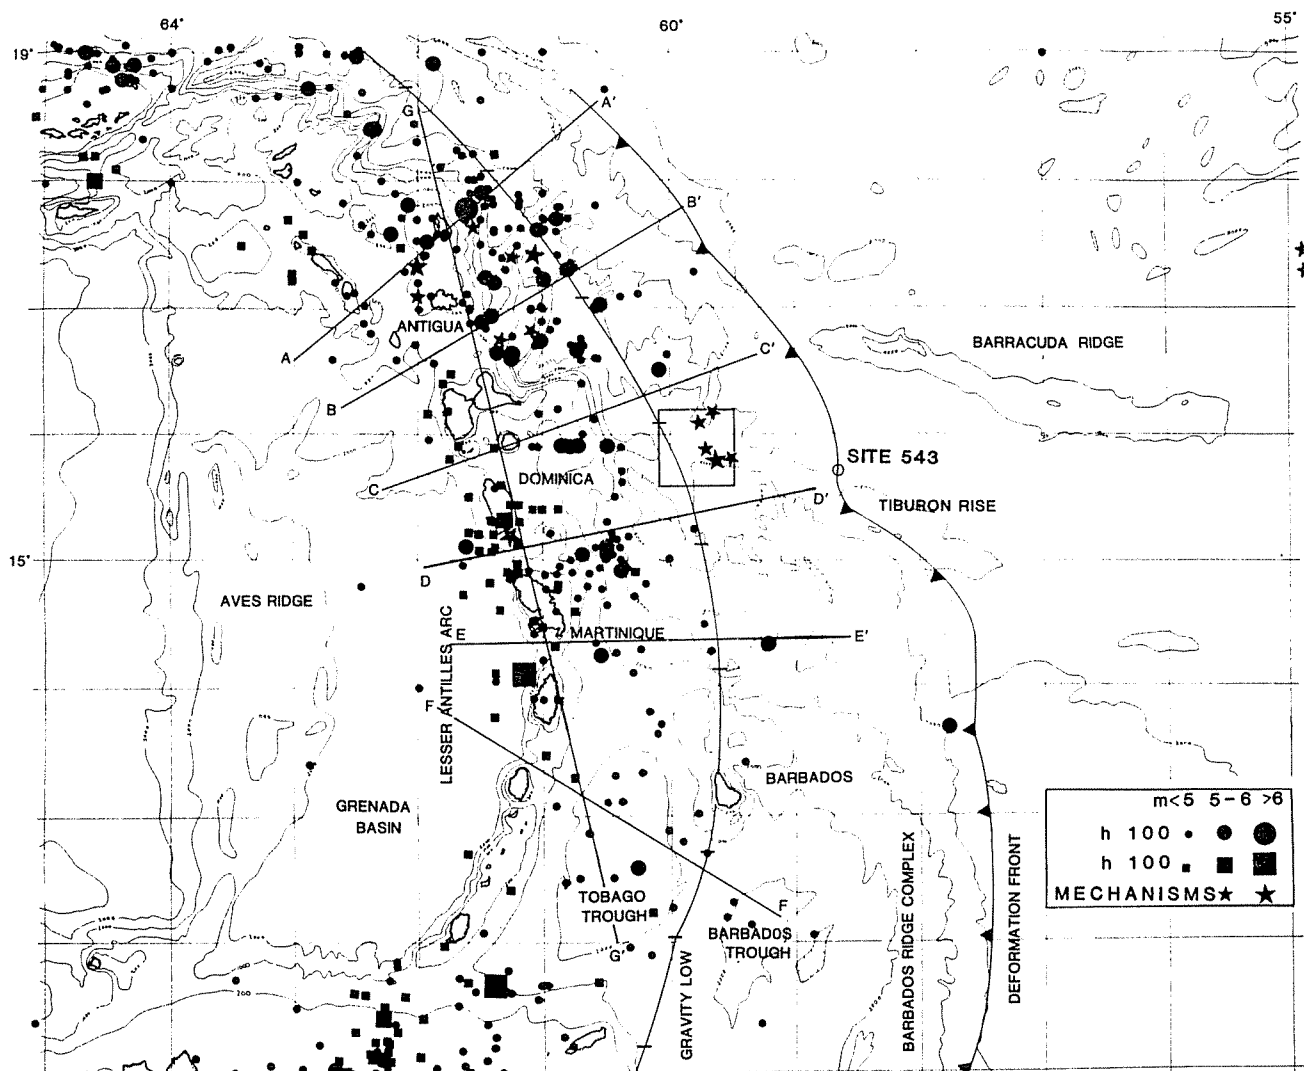 64°
60°
55°
19°
G
A'
B'
ANTIGUA
A
BARRACUDA RIDGE
C'
B
SITE 543
DOMINICA
C
D'
TIBURON RISE
15°
D
AVES RIDGE
LESSER ANTILLES ARC
E
MARTINIQUE
E'
F
BARBADOS
GRENADA
BASIN
m<5 5-6 >6
h 100
h 100
MECHANISMS
BARBADOS RIDGE COMPLEX
DEFORMATION FRONT
TOBAGO
TROUGH
F
BARBADOS
TROUGH
G'
GRAVITY LOW
200